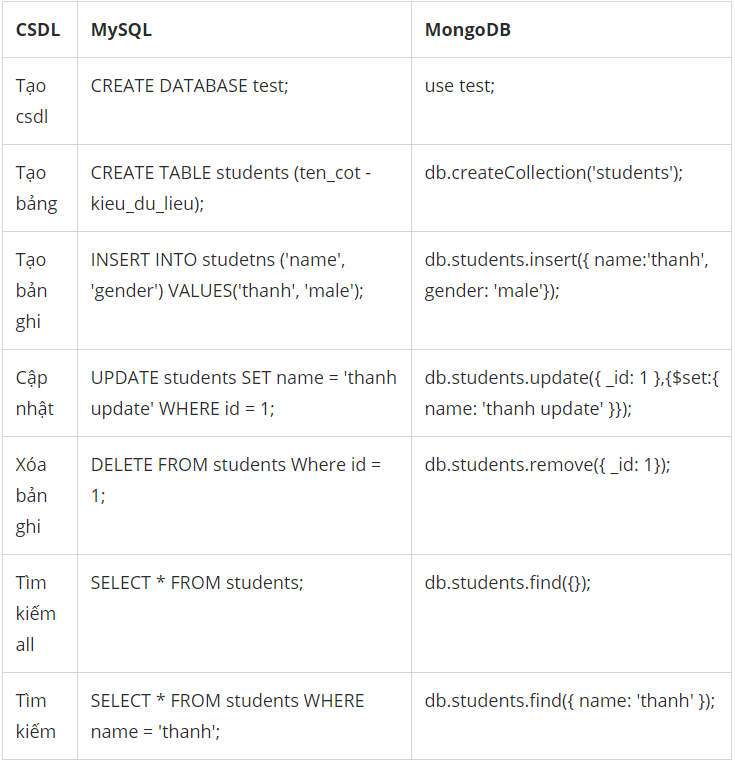 CSDL MySQL MongoDB
Tạo CREATE DATABASE test; use test;
csdl
Tạo CREATE TABLE students (ten_cot - db.createCollection('students');
bảng kieu_du_lieu);
Tạo INSERT INTO studetns ('name', db.students.insert({ name:'thanh',
bản 'gender') VALUES('thanh', 'male'); gender: 'male'});
ghi
Cập UPDATE students SET name = 'thanh db.students.update({ _id: 1 },{$set:{
nhật update' WHERE id = 1; name: 'thanh update' }});
Xóa DELETE FROM students Where id = db.students.remove({ _id: 1});
bản 1;
ghi
Tìm SELECT * FROM students; db.students.find({});
kiếm
all
Tìm SELECT * FROM students WHERE db.students.find({ name: 'thanh' });
kiếm name = 'thanh';